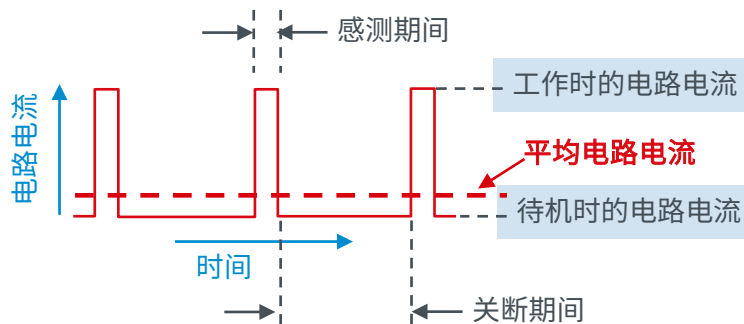 感测期间
工作时的电路电流
电路电流
平均电路电流
待机时的电路电流
时间
关断期间